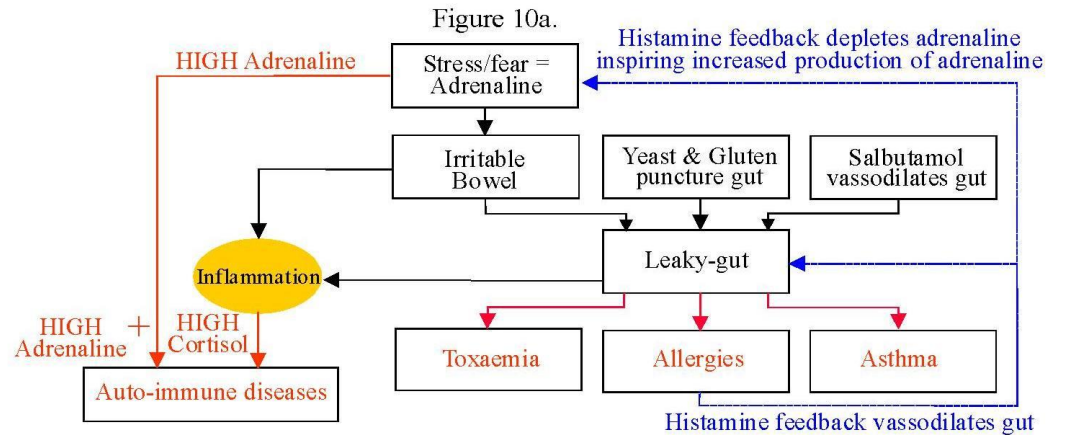 Figure 10a.
Histamine feedback depletes adrenaline
inspiring increased production of adrenaline
HIGH Adrenaline
Stress/fear =
Adrenaline
Irritable
Bowel
Yeast & Gluten
puncture gut
Salbutamol
vassodilates gut
Leaky-gut
Inflammation
HIGH
Adrenaline
+
HIGH
Cortisol
Toxaemia
Allergies
Asthma
Auto-immune diseases
Histamine feedback vassodilates gut